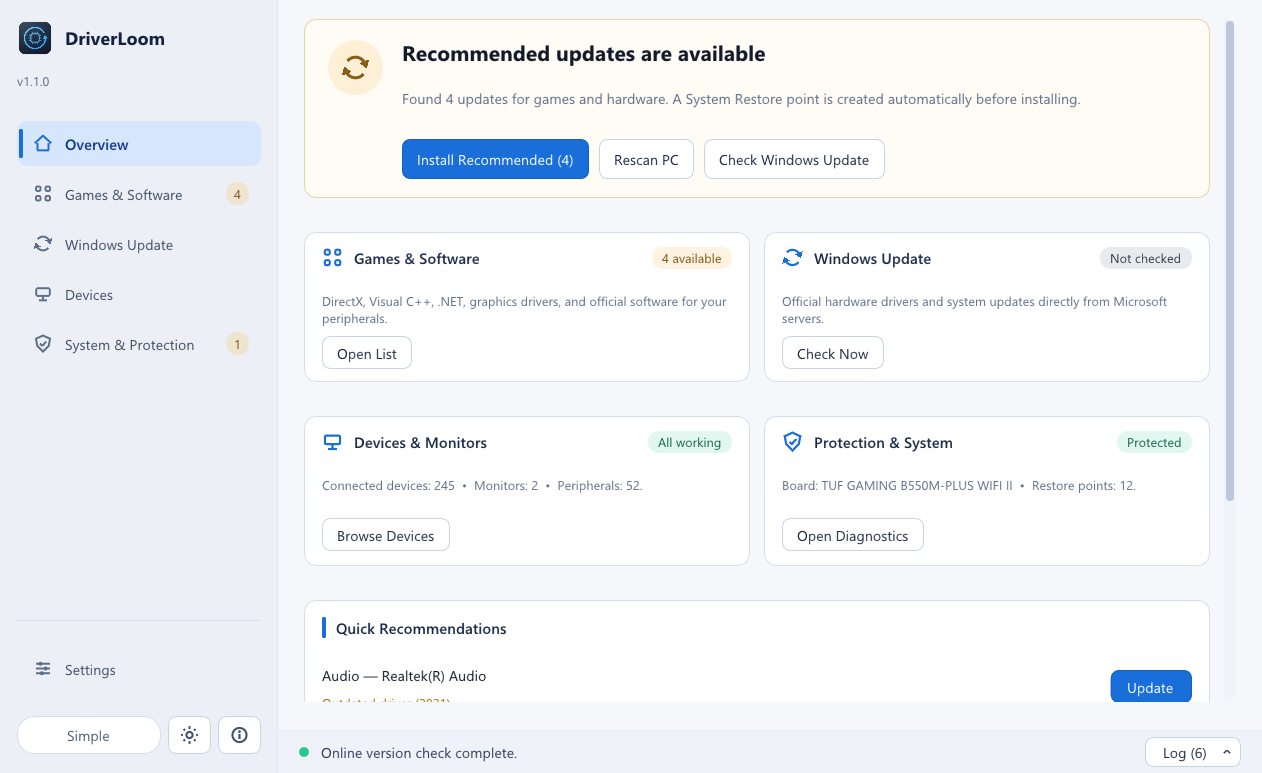 DriverLoom
v1.1.0
Overview
Games & Software 4
Windows Update
Devices
System & Protection 1
Settings
Simple
Recommended updates are available
Found 4 updates for games and hardware. A System Restore point is created automatically before installing.
Install Recommended (4) Rescan PC Check Windows Update
Games & Software 4 available
DirectX, Visual C++, .NET, graphics drivers, and official software for your
peripherals.
Open List
Windows Update Not checked
Official hardware drivers and system updates directly from Microsoft
servers.
Check Now
Devices & Monitors All working
Connected devices: 245 • Monitors: 2 • Peripherals: 52.
Browse Devices
Protection & System Protected
Board: TUF GAMING B550M-PLUS WIFI II • Restore points: 12.
Open Diagnostics
Quick Recommendations
Audio — Realtek(R) Audio
Update
Online version check complete.
Log (6)